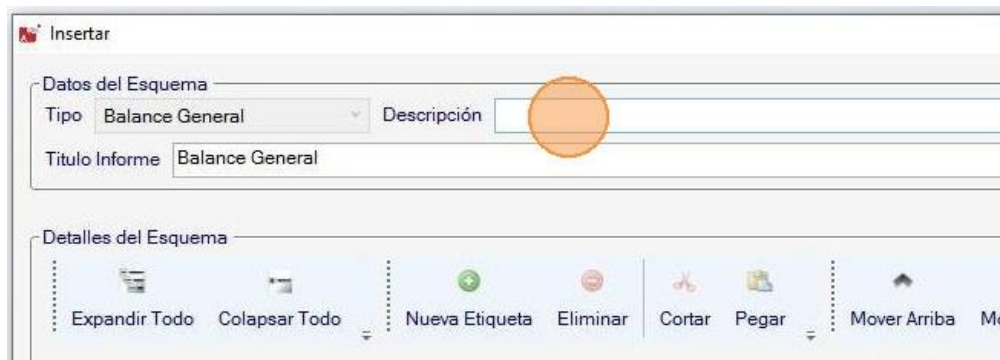 Insertar
Datos del Esquema
Tipo Balance General Descripción
Titulo Informe Balance General
Detalles del Esquema
Expandir Todo Colapsar Todo Nueva Etiqueta Eliminar Cortar Pegar Mover Arriba